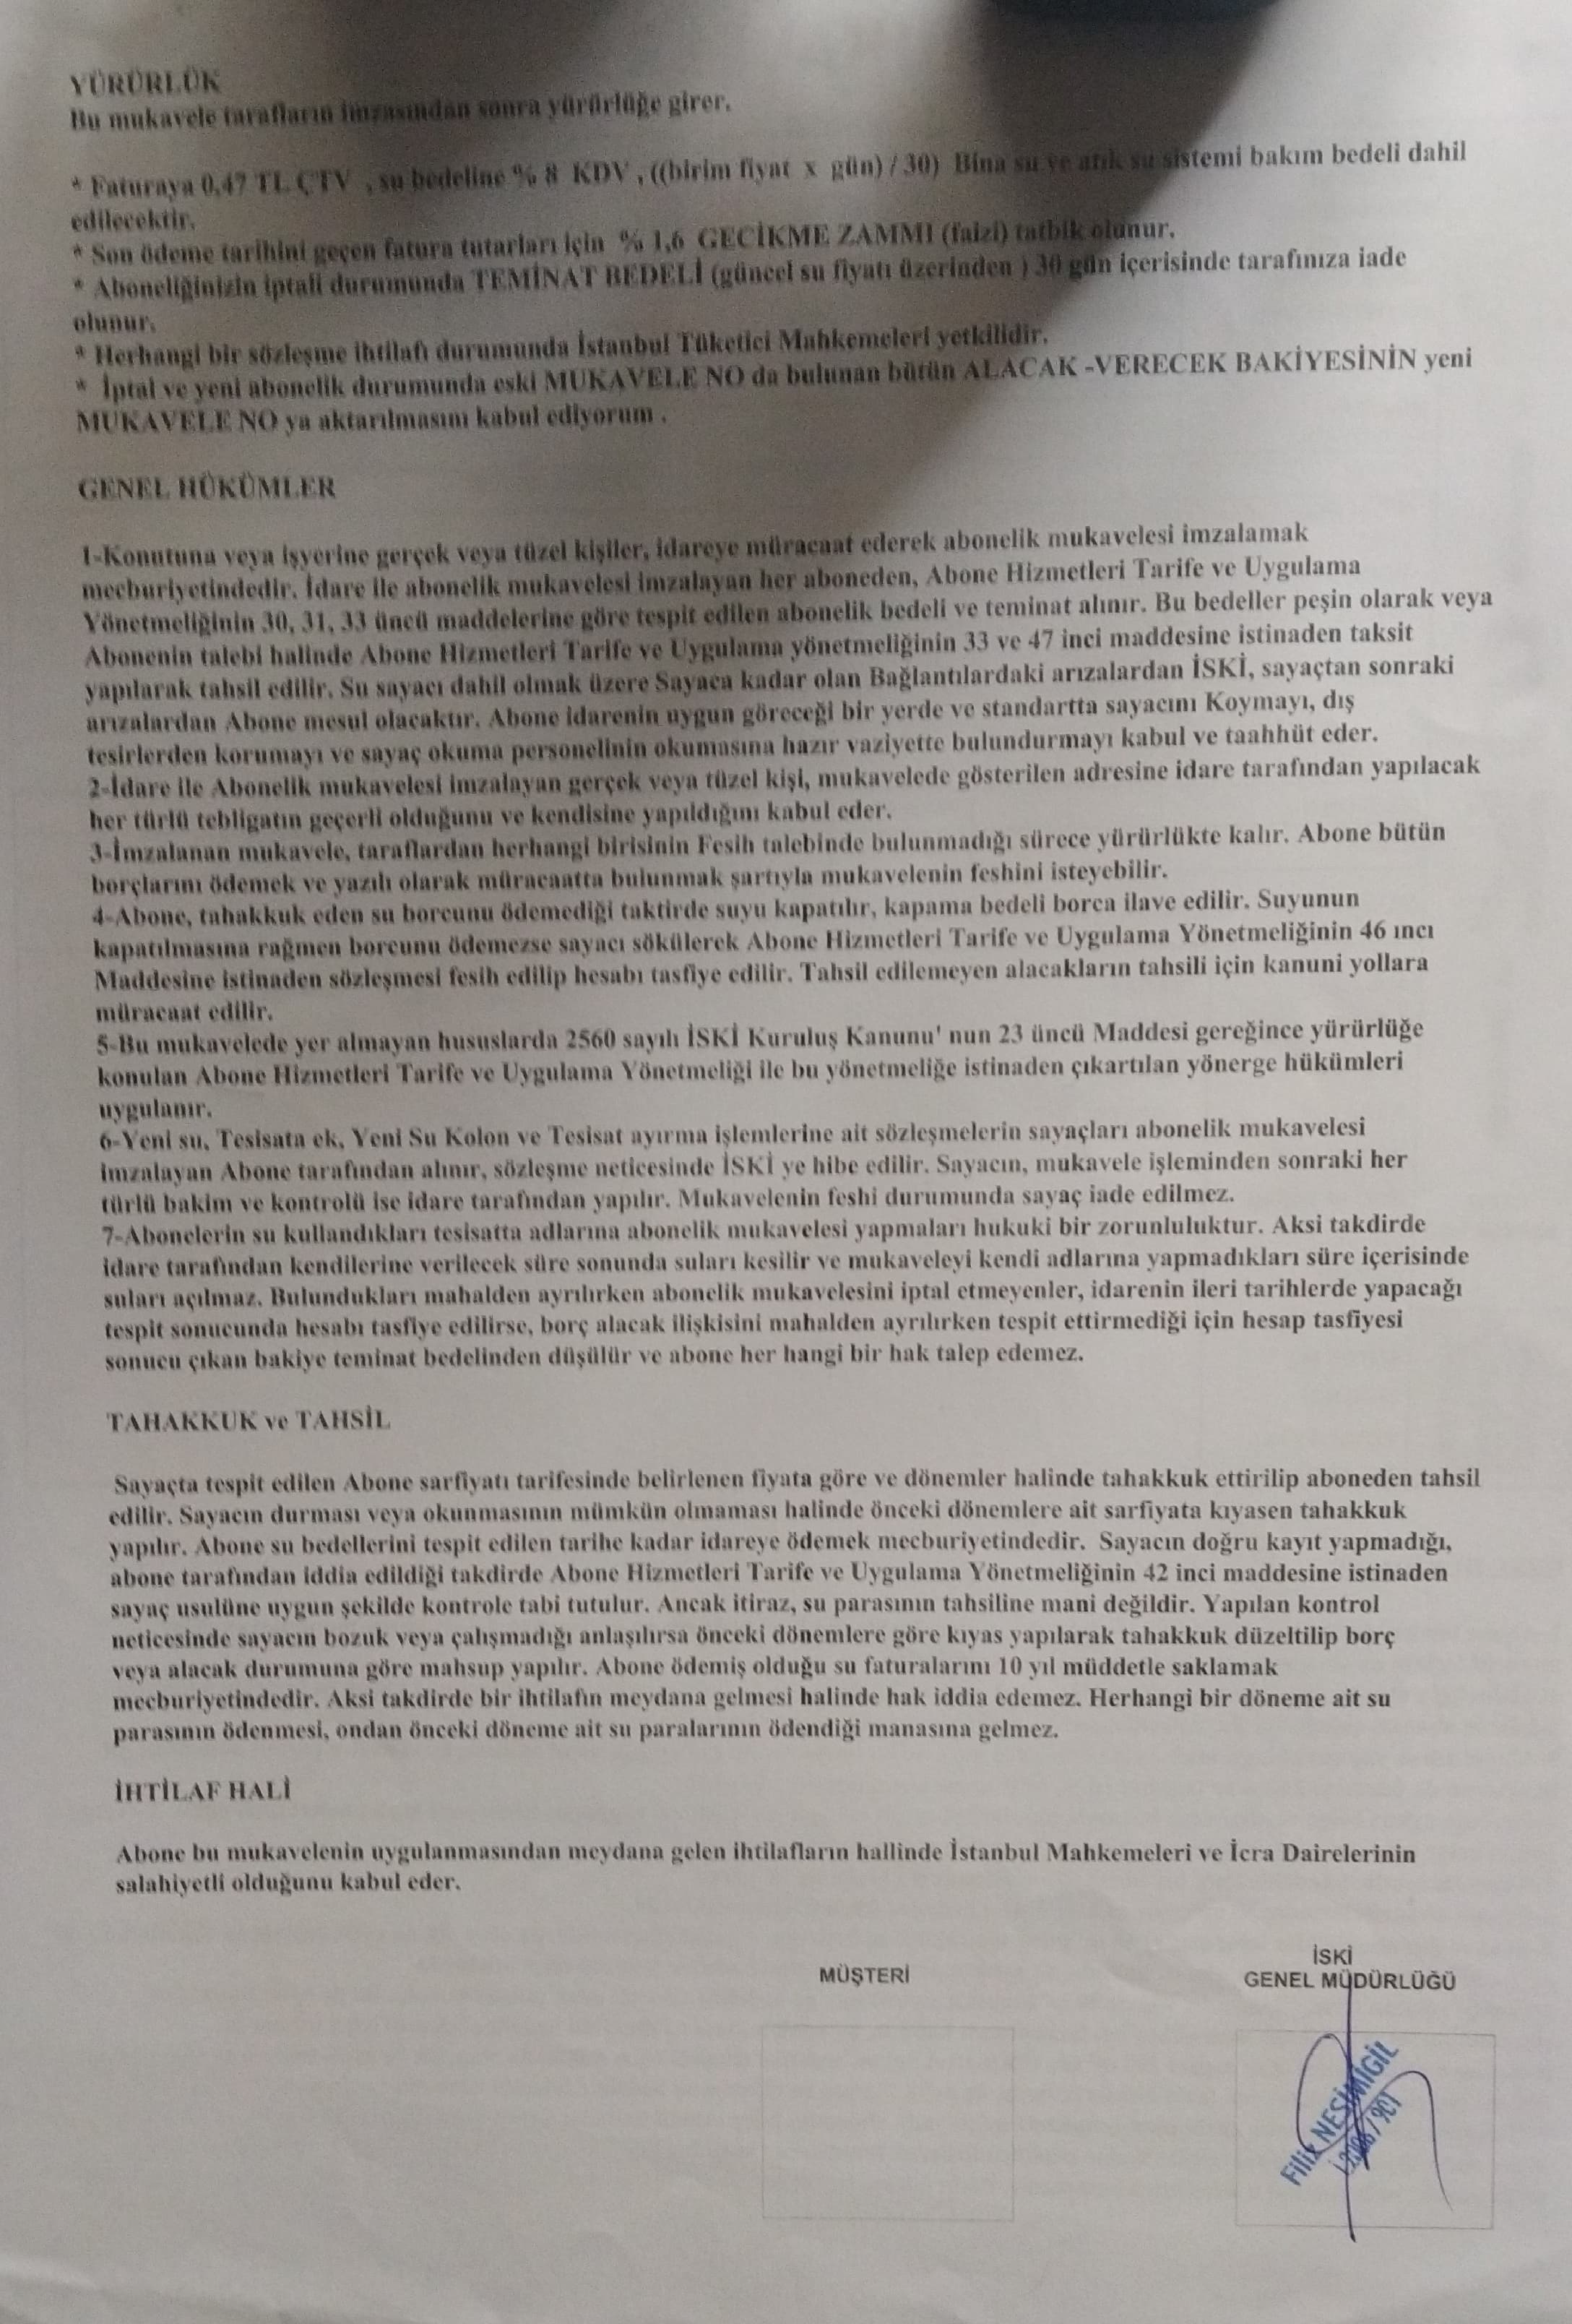 YÜRÜRLÜK
Bu mukavele tarafların imzasından sonra yürürlüğe girer.
* Faturaya 0,47 TL ÇTV , su bedeline % 8 KDV , ((birim fiyat x gün) / 30) Bina su ve atık su sistemi bakım bedeli dahil
edilecektir.
* Son ödeme tarihini geçen fatura tutarları için % 1,6 GECİKME ZAMMI (faizi) tatbik olunur.
* Aboneliğinizin iptali durumunda TEMİNAT BEDELİ (güncel su fiyatı üzerinden ) 30 gün içerisinde tarafınıza iade
olunur.
* Herhangi bir sözleşme ihtilafı durumunda İstanbul Tüketici Mahkemeleri yetkilidir.
* İptal ve yeni abonelik durumunda eski MUKAVELE NO da bulunan bütün ALACAK -VERECEK BAKİYESİNİN yeni
MUKAVELE NO ya aktarılmasını kabul ediyorum .
GENEL HÜKÜMLER
1-Konutuna veya işyerine gerçek veya tüzel kişiler, idareye müracaat ederek abonelik mukavelesi imzalamak
mecburiyetindedir. İdare ile abonelik mukavelesi imzalayan her aboneden, Abone Hizmetleri Tarife ve Uygulama
Yönetmeliğinin 30, 31, 33 üncü maddelerine göre tespit edilen abonelik bedeli ve teminat alınır. Bu bedeller peşin olarak veya
Abonenin talebi halinde Abone Hizmetleri Tarife ve Uygulama yönetmeliğinin 33 ve 47 inci maddesine istinaden taksit
yapılarak tahsil edilir. Su sayacı dahil olmak üzere Sayaca kadar olan Bağlantılardaki arızalardan İSKİ, sayaçtan sonraki
arızalardan Abone mesul olacaktır. Abone idarenin uygun göreceği bir yerde ve standartta sayacını Koymayı, dış
tesirlerden korumayı ve sayaç okuma personelinin okumasına hazır vaziyette bulundurmayı kabul ve taahhüt eder.
2-İdare ile Abonelik mukavelesi imzalayan gerçek veya tüzel kişi, mukavelede gösterilen adresine idare tarafından yapılacak
her türlü tebligatın geçerli olduğunu ve kendisine yapıldığını kabul eder.
3-İmzalanan mukavele, taraflardan herhangi birisinin Fesih talebinde bulunmadığı sürece yürürlükte kalır. Abone bütün
borçlarını ödemek ve yazılı olarak müracaatta bulunmak şartıyla mukavelenin feshini isteyebilir.
4-Abone, tahakkuk eden su borcunu ödemediği taktirde suyu kapatılır, kapama bedeli borca ilave edilir. Suyunun
kapatılmasına rağmen borcunu ödemezse sayacı sökülerek Abone Hizmetleri Tarife ve Uygulama Yönetmeliğinin 46 ıncı
Maddesine istinaden sözleşmesi fesih edilip hesabı tasfiye edilir. Tahsil edilemeyen alacakların tahsili için kanuni yollara
müracaat edilir.
5-Bu mukavelede yer almayan hususlarda 2560 sayılı İSKİ Kuruluş Kanunu' nun 23 üncü Maddesi gereğince yürürlüğe
konulan Abone Hizmetleri Tarife ve Uygulama Yönetmeliği ile bu yönetmeliğe istinaden çıkartılan yönerge hükümleri
uygulanır.
6-Yeni su, Tesisata ek, Yeni Su Kolon ve Tesisat ayırma işlemlerine ait sözleşmelerin sayaçları abonelik mukavelesi
imzalayan Abone tarafından alınır, sözleşme neticesinde İSKİ ye hibe edilir. Sayacın, mukavele işleminden sonraki her
türlü bakim ve kontrolü ise idare tarafından yapılır. Mukavelenin feshi durumunda sayaç iade edilmez.
7-Abonelerin su kullandıkları tesisatta adlarına abonelik mukavelesi yapmaları hukuki bir zorunluluktur. Aksi takdirde
idare tarafından kendilerine verilecek süre sonunda suları kesilir ve mukaveleyi kendi adlarına yapmadıkları süre içerisinde
suları açılmaz. Bulundukları mahalden ayrılırken abonelik mukavelesini iptal etmeyenler, idarenin ileri tarihlerde yapacağı
tespit sonucunda hesabı tasfiye edilirse, borç alacak ilişkisini mahalden ayrılırken tespit ettirmediği için hesap tasfiyesi
sonucu çıkan bakiye teminat bedelinden düşülür ve abone her hangi bir hak talep edemez.
TAHAKKUK ve TAHSİL
Sayaçta tespit edilen Abone sarfiyatı tarifesinde belirlenen fiyata göre ve dönemler halinde tahakkuk ettirilip aboneden tahsil
edilir. Sayacın durması veya okunmasının mümkün olmaması halinde önceki dönemlere ait sarfiyata kıyasen tahakkuk
yapılır. Abone su bedellerini tespit edilen tarihe kadar idareye ödemek mecburiyetindedir. Sayacın doğru kayıt yapmadığı,
abone tarafından iddia edildiği takdirde Abone Hizmetleri Tarife ve Uygulama Yönetmeliğinin 42 inci maddesine istinaden
sayaç usulüne uygun şekilde kontrole tabi tutulur. Ancak itiraz, su parasının tahsiline mani değildir. Yapılan kontrol
neticesinde sayacın bozuk veya çalışmadığı anlaşılırsa önceki dönemlere göre kıyas yapılarak tahakkuk düzeltilip borç
veya alacak durumuna göre mahsup yapılır. Abone ödemiş olduğu su faturalarını 10 yıl müddetle saklamak
mecburiyetindedir. Aksi takdirde bir ihtilafın meydana gelmesi halinde hak iddia edemez. Herhangi bir döneme ait su
parasının ödenmesi, ondan önceki döneme ait su paralarının ödendiği manasına gelmez.
İHTİLAF HALİ
Abone bu mukavelenin uygulanmasından meydana gelen ihtilafların hallinde İstanbul Mahkemeleri ve İcra Dairelerinin
salahiyetli olduğunu kabul eder.
MÜŞTERİ
İSKİ
GENEL MÜDÜRLÜĞÜ
Filiz NESİMİGİL